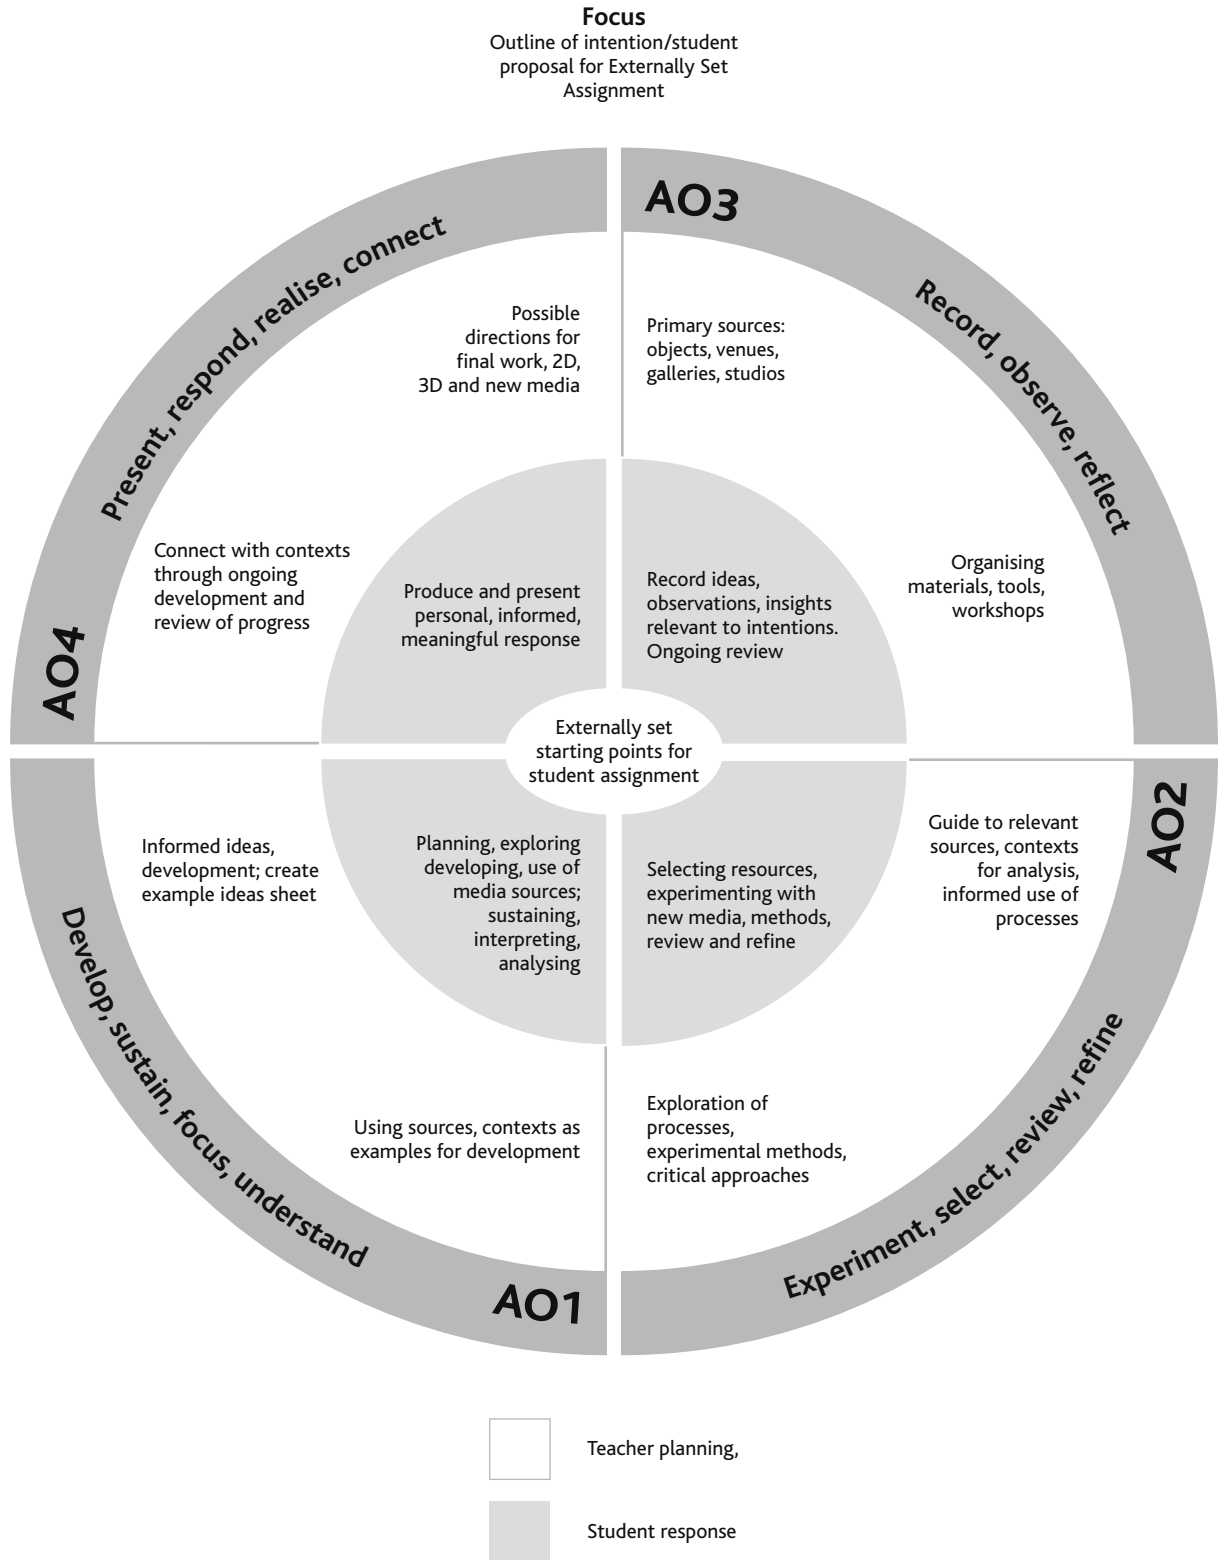 Focus
Outline of intention/student
proposal for Externally Set
Assignment
AO3
Record, observe, reflect
Present, respond, realise, connect
AO4
Possible
directions for
final work, 2D,
3D and new media
Primary sources:
objects, venues,
galleries, studios
Connect with contexts
through ongoing
development and
review of progress
Produce and present
personal, informed,
meaningful response
Record ideas,
observations, insights
relevant to intentions.
Ongoing review
Organising
materials, tools,
workshops
Externally set
starting points for
student assignment
Informed ideas,
development; create
example ideas sheet
Planning, exploring
developing, use of
media sources;
sustaining,
interpreting,
analysing
Selecting resources,
experimenting with
new media, methods,
review and refine
Guide to relevant
sources, contexts
for analysis,
informed use of
processes
AO2
Experiment, select, review, refine
Develop, sustain, focus, understand
AO1
Using sources, contexts as
examples for development
Exploration of
processes,
experimental methods,
critical approaches
Teacher planning,
Student response